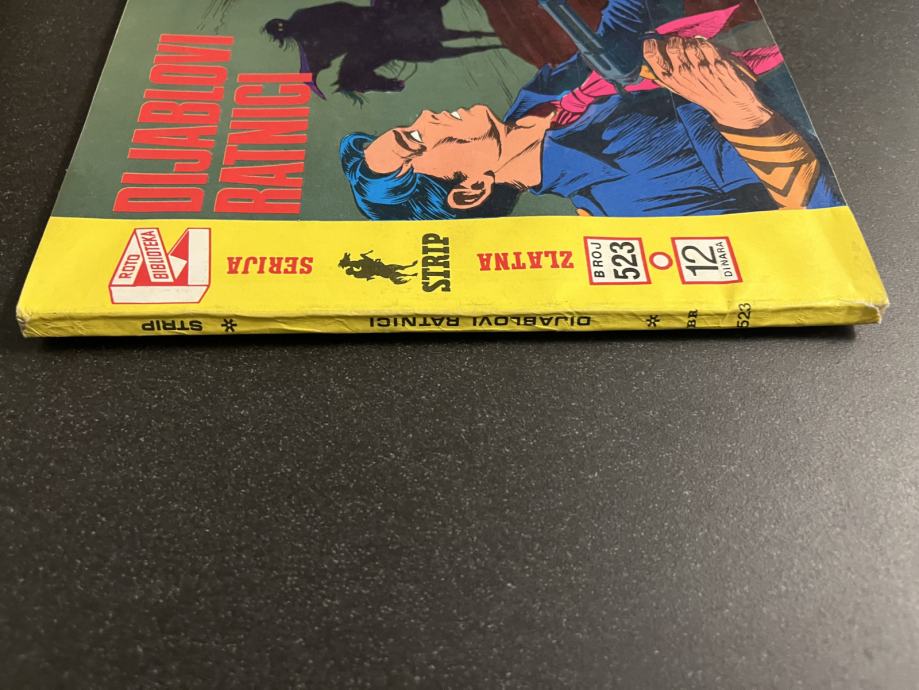 DIJABLOVI
RATNICI
ROTO
BIBLIOTEKA
SERIJA
STRIP
ZLATNA
BROJ
523
12
DINARA
STRIP * DIJABLOVI RATNICI * BR 523